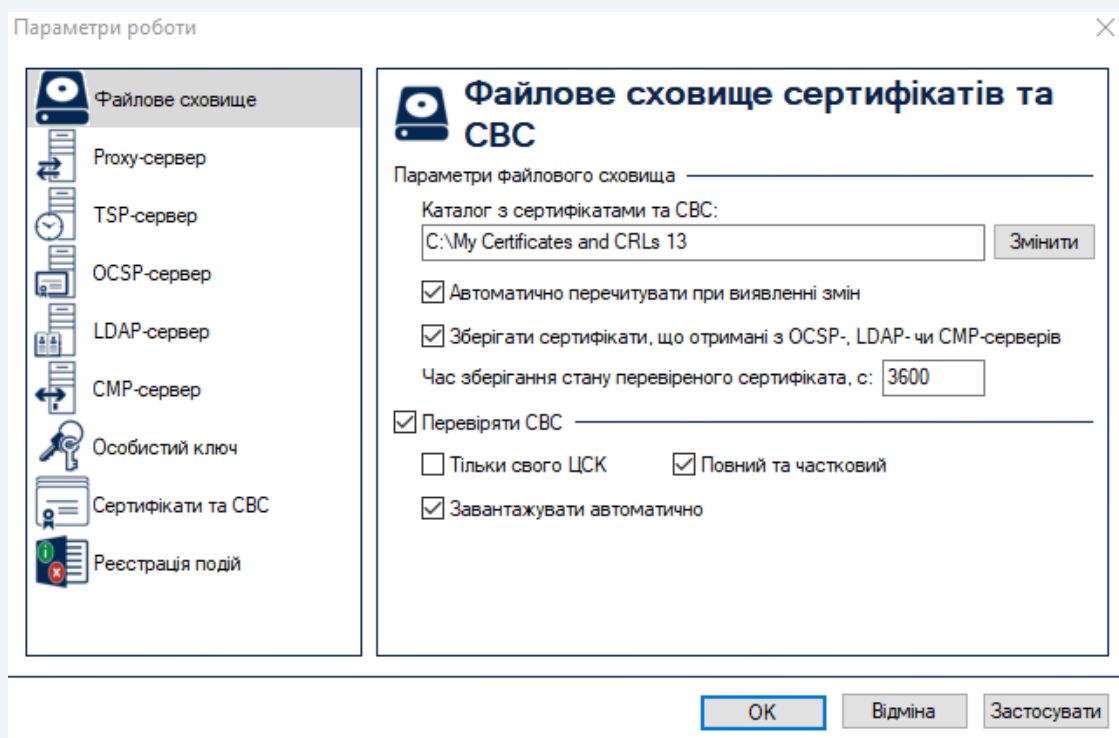 Параметри роботи
Файлове сховище
Proxy-сервер
TSP-сервер
OCSP-сервер
LDAP-сервер
CMP-сервер
Особистий ключ
Сертифікати та СВС
Реєстрація подій
Файлове сховище сертифікатів та
СВС
Параметри файлового сховища
Каталог з сертифікатами та СВС:
C:\My Certificates and CRLs 13
Змінити
Автоматично перечитувати при виявленні змін
Зберігати сертифікати, що отримані з OCSP-, LDAP- чи CMP-серверів
Час зберігання стану перевіреного сертифіката, с: 3600
Перевіряти СВС
Тільки свого ЦСК Повний та частковий
Завантажувати автоматично
OK Відміна Застосувати